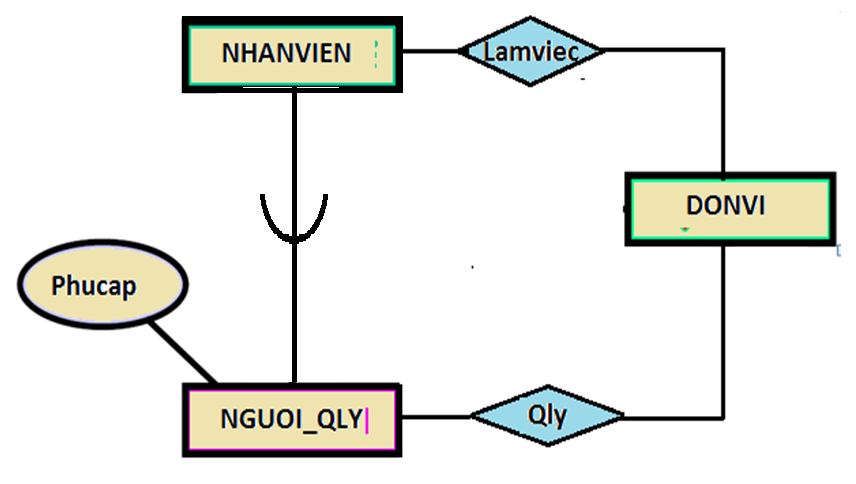 NHANVIEN
Lamviec
DONVI
Phucap
NGUOI_QLY
Qly